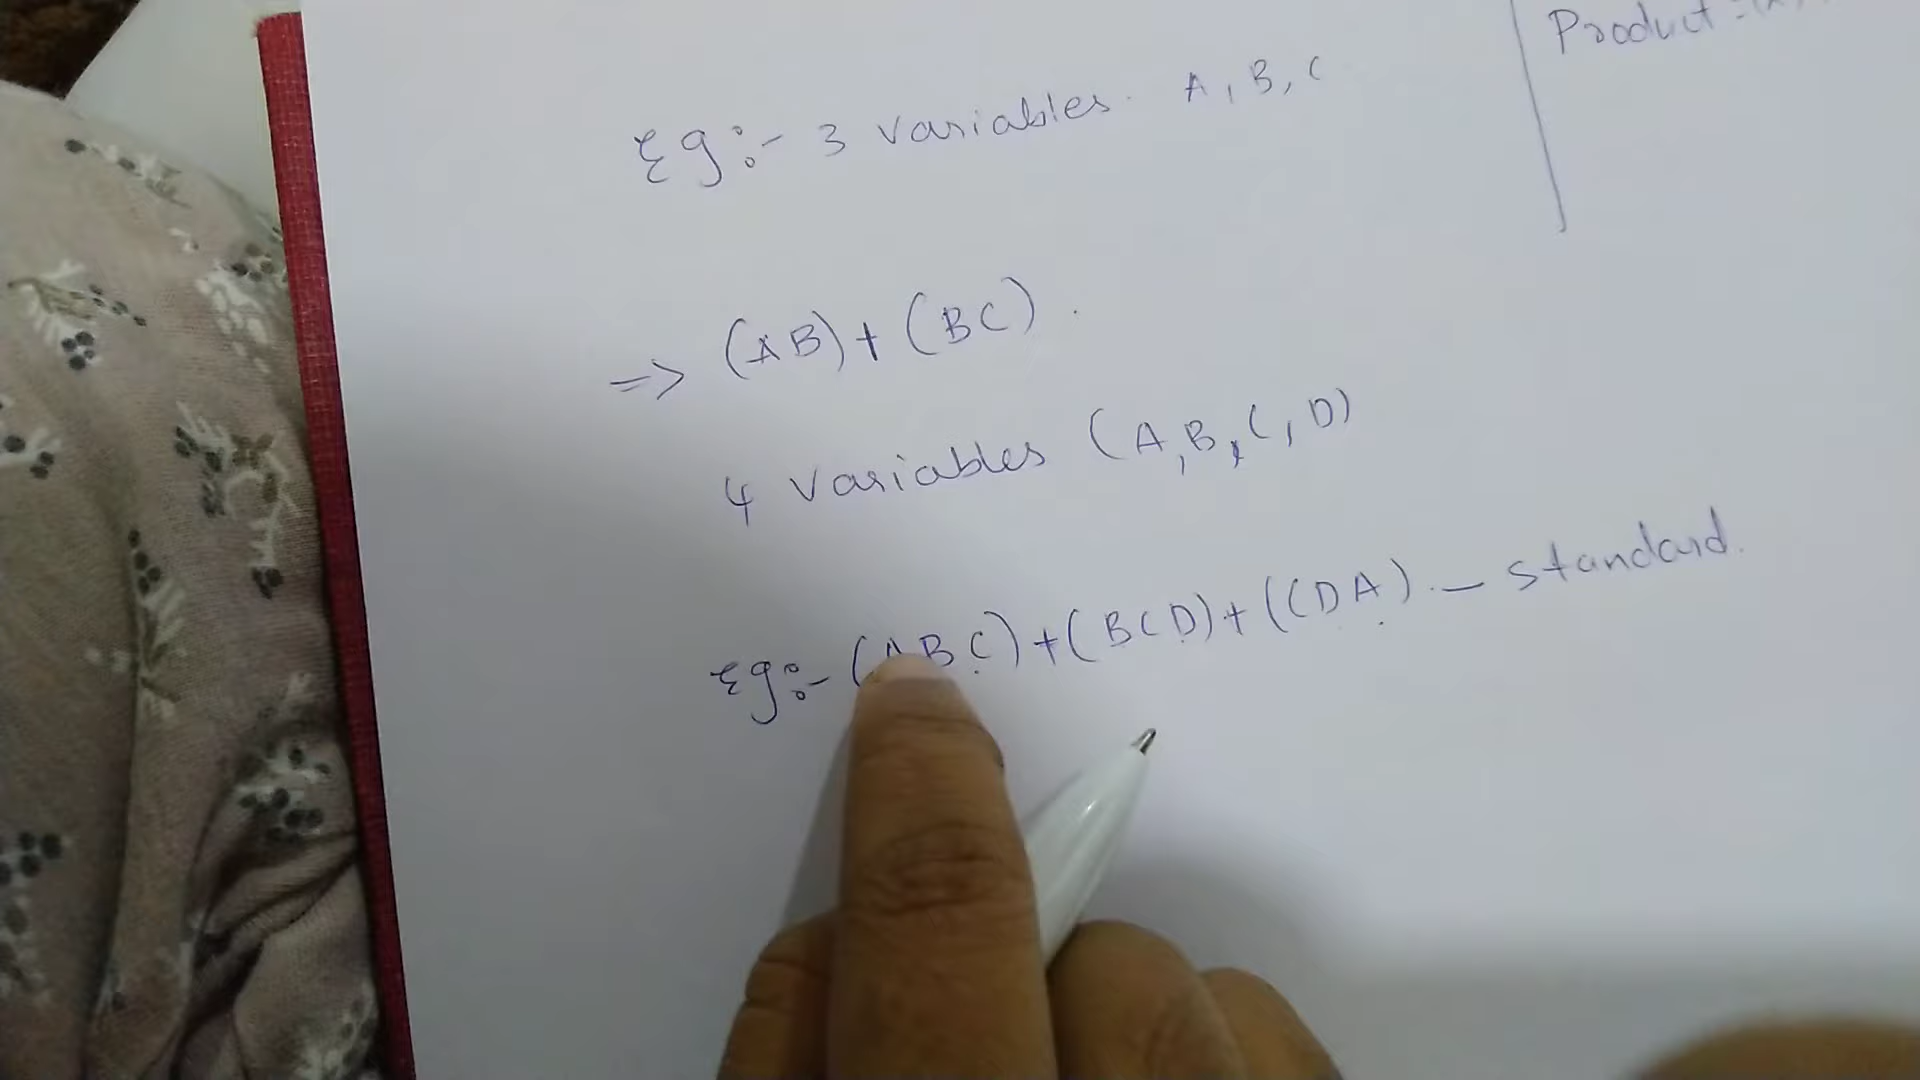 Product :-
Eg:- 3 variables. A, B, C
=> (AB) + (BC).
4 variables (A, B, C, D)
Eg:- (ABC) + (BCD) + (CDA). — standard.